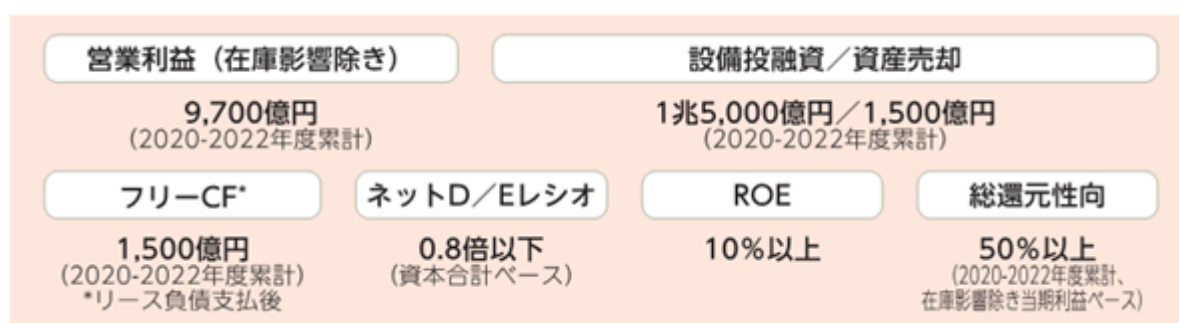 営業利益（在庫影響除き）
設備投融資／資産売却
9,700億円
(2020-2022年度累計)
1兆5,000億円／1,500億円
(2020-2022年度累計)
フリーCF*
ネットD／Eレシオ
ROE
総還元性向
1,500億円
(2020-2022年度累計)
*リース負債支払後
0.8倍以下
(資本合計ベース)
10%以上
50%以上
(2020-2022年度累計、
在庫影響除き当期利益ベース)